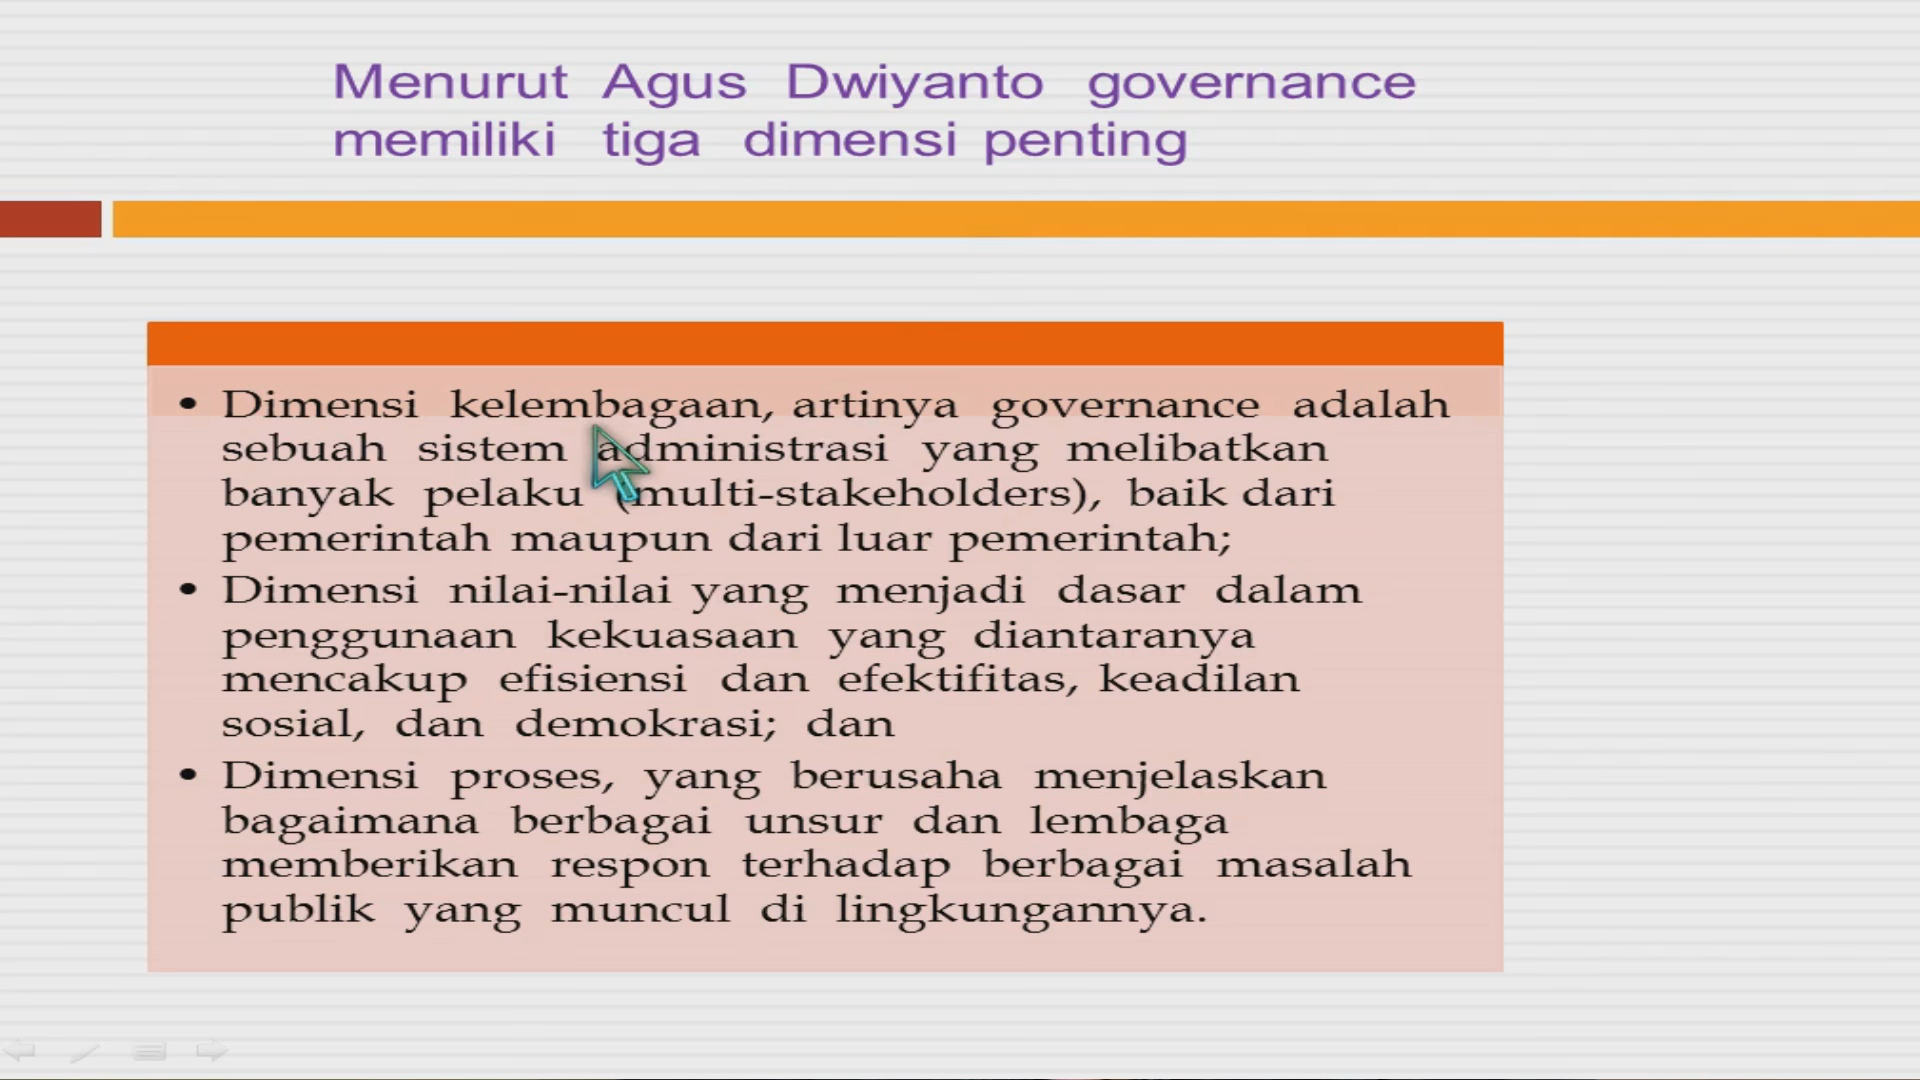 Menurut Agus Dwiyanto governance
memiliki tiga dimensi penting
• Dimensi kelembagaan, artinya governance adalah
sebuah sistem administrasi yang melibatkan
banyak pelaku (multi-stakeholders), baik dari
pemerintah maupun dari luar pemerintah;
• Dimensi nilai-nilai yang menjadi dasar dalam
penggunaan kekuasaan yang diantaranya
mencakup efisiensi dan efektifitas, keadilan
sosial, dan demokrasi; dan
• Dimensi proses, yang berusaha menjelaskan
bagaimana berbagai unsur dan lembaga
memberikan respon terhadap berbagai masalah
publik yang muncul di lingkungannya.